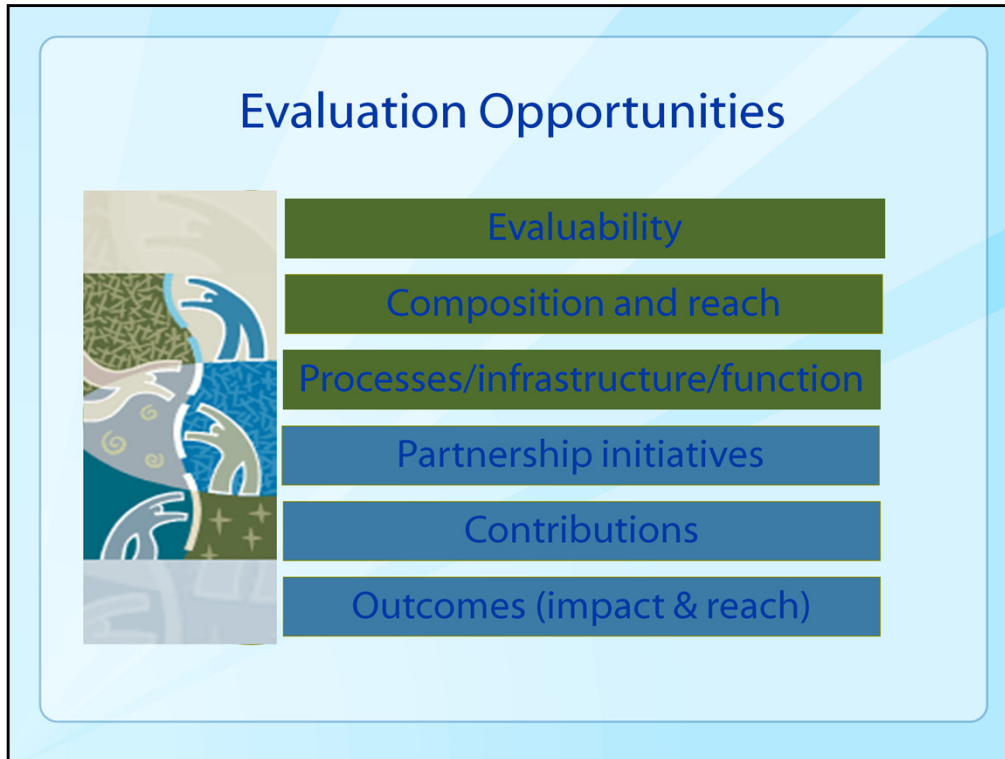 Evaluation Opportunities
Evaluability
Composition and reach
Processes/infrastructure/function
Partnership initiatives
Contributions
Outcomes (impact & reach)